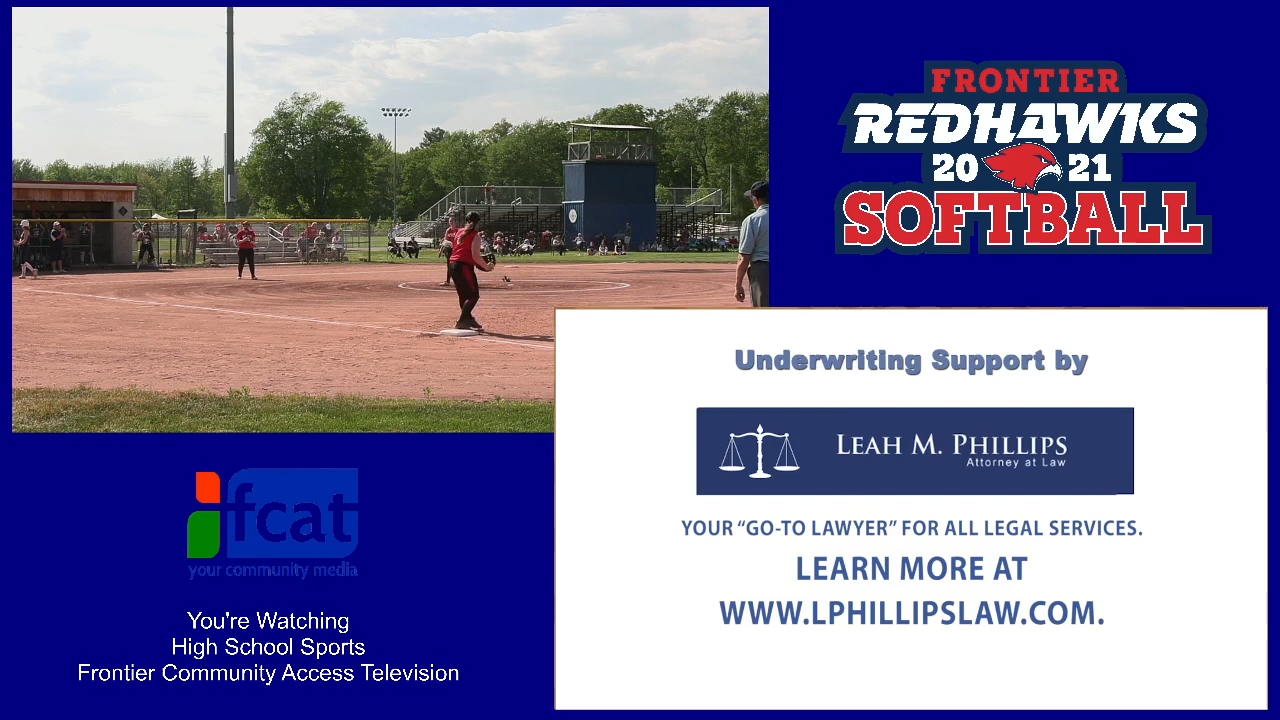 FRONTIER
REDHAWKS
20 21
SOFTBALL
Underwriting Support by
LEAH M. PHILLIPS
Attorney at Law
YOUR “GO-TO LAWYER” FOR ALL LEGAL SERVICES.
LEARN MORE AT
WWW.LPHILLIPSLAW.COM.
fcat
your community media
You're Watching
High School Sports
Frontier Community Access Television